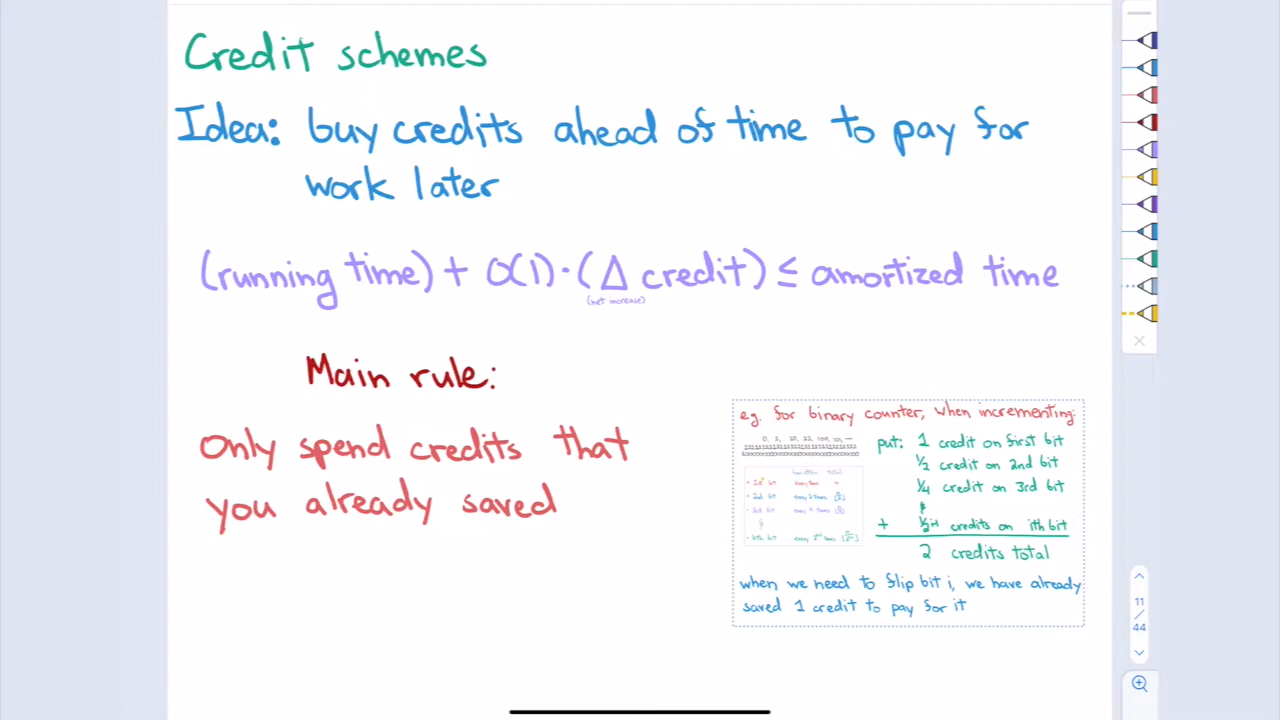 Credit schemes
Idea: buy credits ahead of time to pay for
work later
(running time) + O(1)·(Δ credit) ≤ amortized time
(net increase)
Main rule:
Only spend credits that
you already saved
e.g. for binary counter, when incrementing:
put: 1 credit on first bit
1/2 credit on 2nd bit
1/4 credit on 3rd bit
credits on ith bit
2 credits total
when we need to flip bit i, we have already
saved 1 credit to pay for it
11
/
44